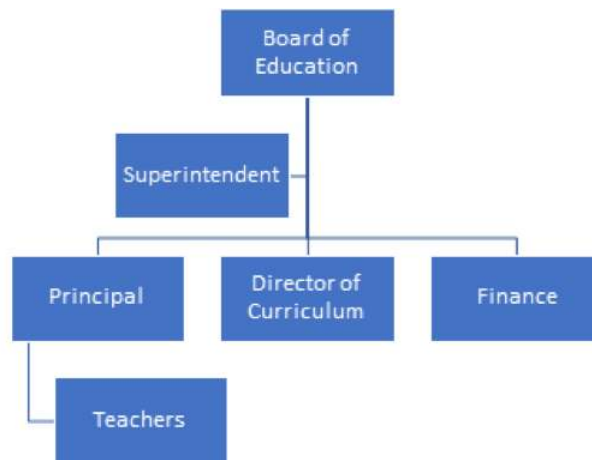 Board of
Education
Superintendent
Principal
Director of
Curriculum
Finance
Teachers